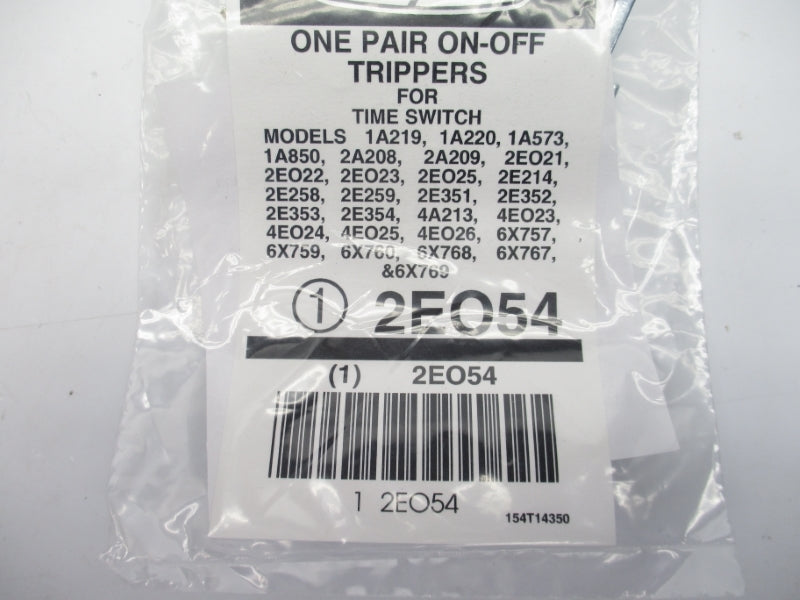 ONE PAIR ON-OFF
TRIPPERS
FOR
TIME SWITCH
MODELS 1A219, 1A220, 1A573,
1A850, 2A208, 2A209, 2EO21,
2EO22, 2EO23, 2EO25, 2E214,
2E258, 2E259, 2E351, 2E352,
2E353, 2E354, 4A213, 4EO23,
4EO24, 4EO25, 4EO26, 6X757,
6X759, 6X760, 6X768, 6X767,
&6X769
1 2EO54
(1) 2EO54
1 2EO54
154T14350